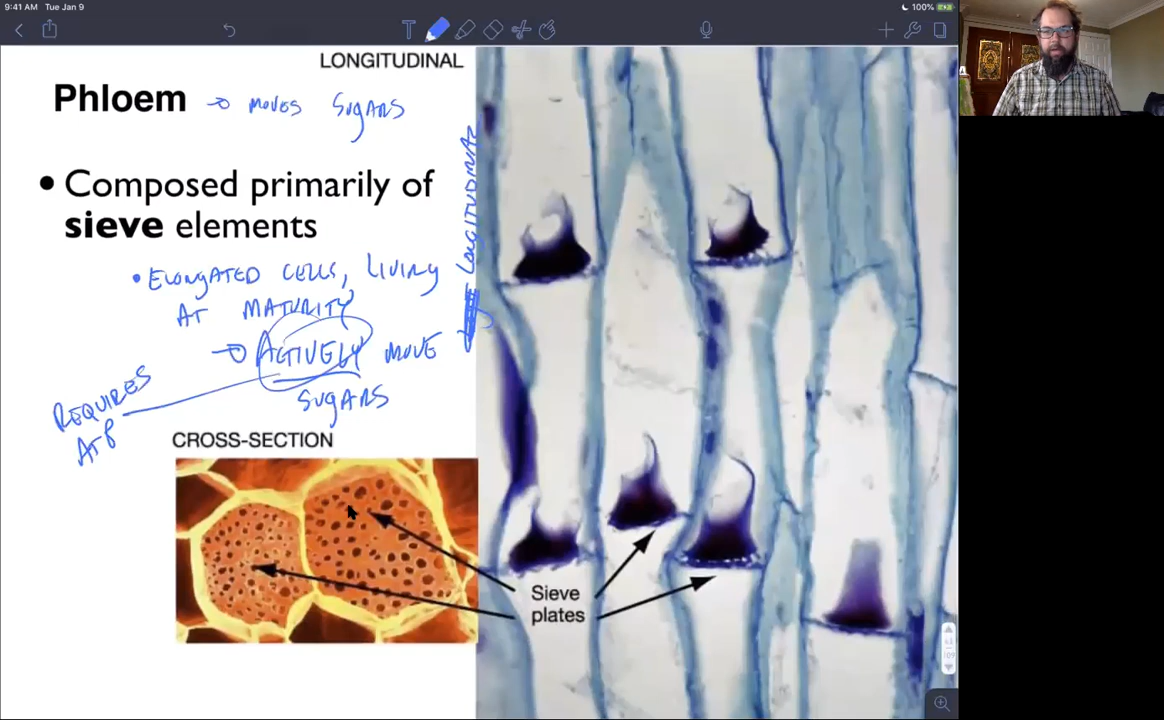 9:41 AM Tue Jan 9
100%
LONGITUDINAL
Phloem → MOVES SUGARS
• Composed primarily of
sieve elements
• ELONGATED CELLS, LIVING
AT MATURITY
→ ACTIVELY MOVE
SUGARS
REQUIRES
ATP
LONGITUDINAL
CROSS-SECTION
Sieve
plates